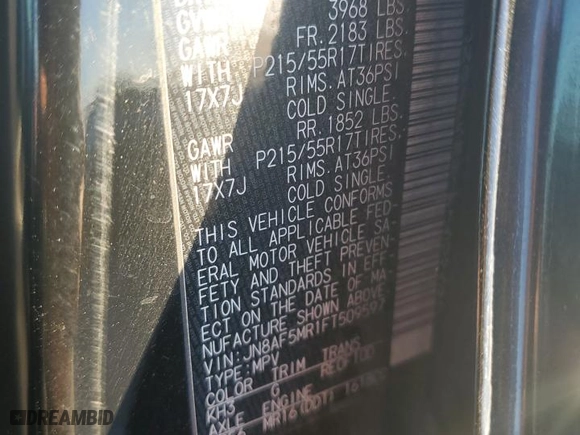 GVWR 3968 LBS.
GAWR FR. 2183 LBS.
WITH P215/55R17TIRES.
17X7J RIMS. AT36PSI
COLD SINGLE.
GAWR RR. 1852 LBS.
WITH P215/55R17TIRES.
17X7J RIMS. AT36PSI
COLD SINGLE.
THIS VEHICLE CONFORMS
TO ALL APPLICABLE FED-
ERAL MOTOR VEHICLE SA-
FETY AND THEFT PREVEN-
TION STANDARDS IN EFF-
ECT ON THE DATE OF MA-
NUFACTURE SHOWN ABOVE
VIN: JN8AF5MR1FT509597
TYPE: MPV
COLOR TRIM TRANS
KH3 G
AXLE ENGINE
MR16(DDT)
DREAMBID